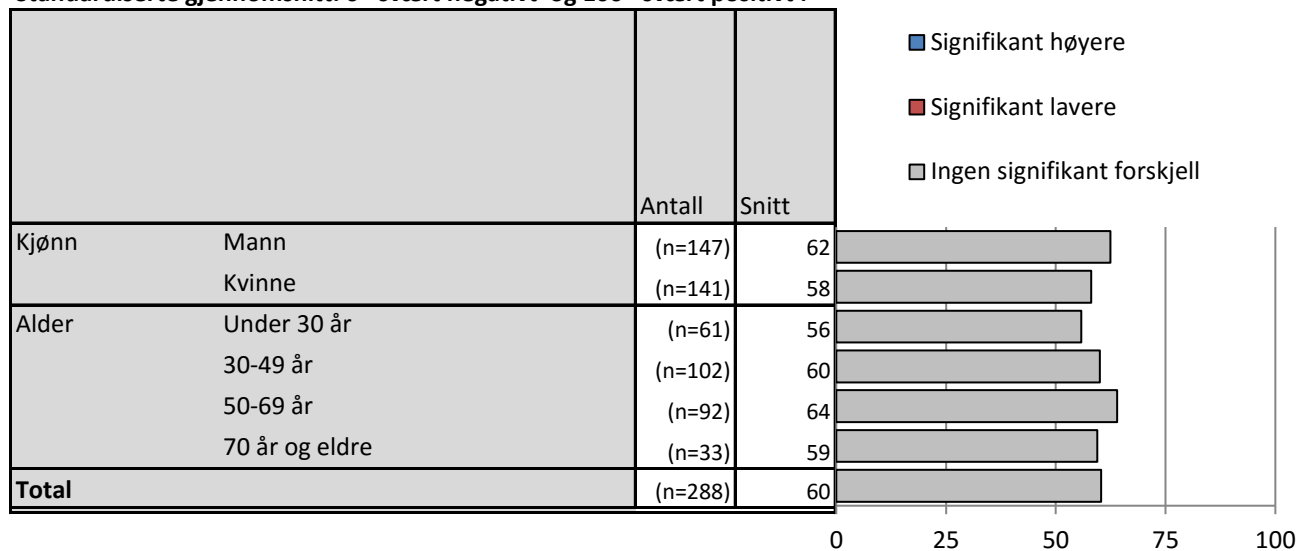 Signifikant høyere
Signifikant lavere
Ingen signifikant forskjell
Antall Snitt
Kjønn Mann (n=147) 62
Kvinne (n=141) 58
Alder Under 30 år (n=61) 56
30-49 år (n=102) 60
50-69 år (n=92) 64
70 år og eldre (n=33) 59
Total (n=288) 60
0 25 50 75 100